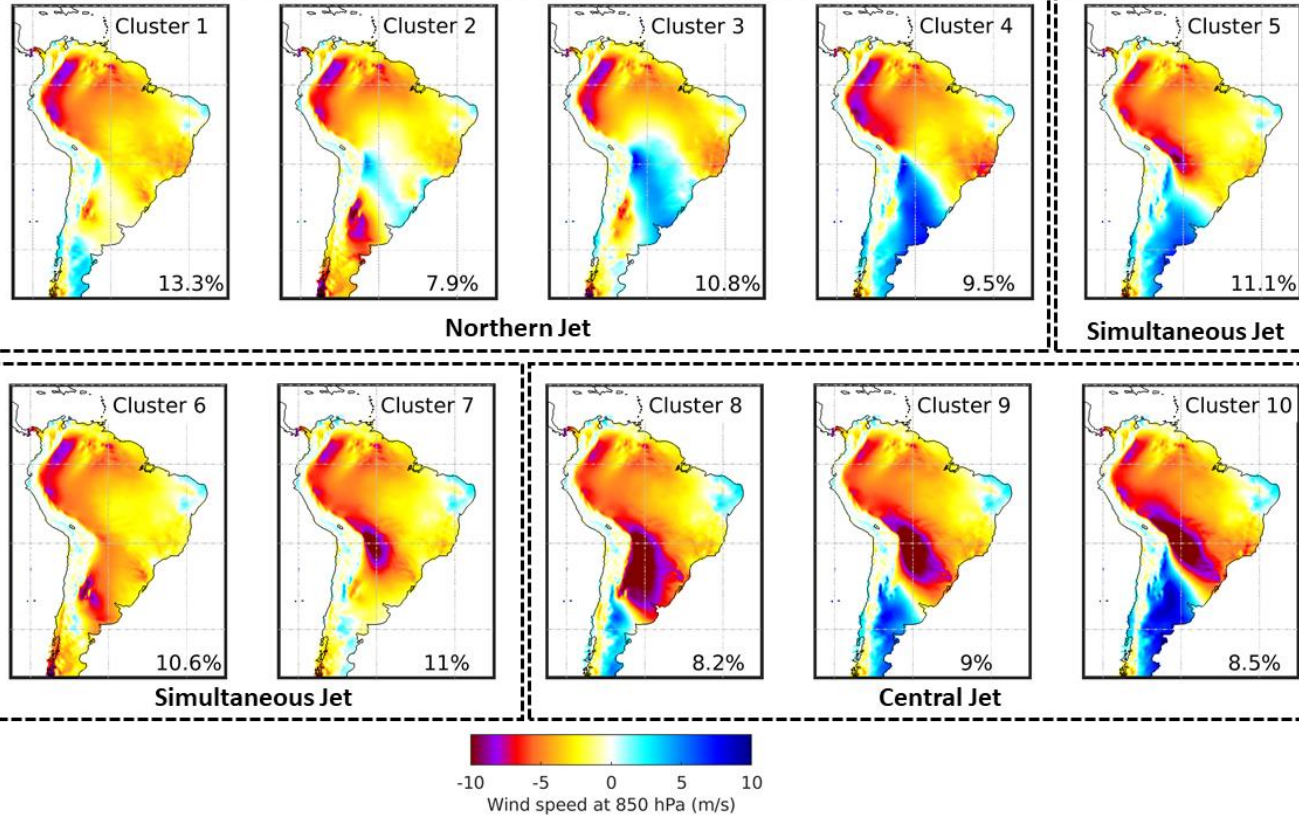 Cluster 1
Cluster 2
Cluster 3
Cluster 4
Cluster 5
13.3%
7.9%
10.8%
9.5%
11.1%
Northern Jet
Simultaneous Jet
Cluster 6
Cluster 7
Cluster 8
Cluster 9
Cluster 10
10.6%
11%
8.2%
9%
8.5%
Simultaneous Jet
Central Jet
-10 -5 0 5 10
Wind speed at 850 hPa (m/s)